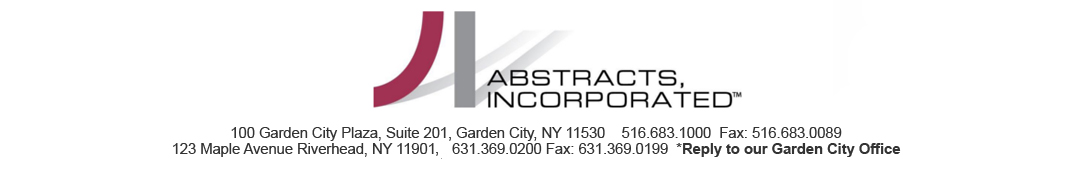 ABSTRACTS,
INCORPORATED™
100 Garden City Plaza, Suite 201, Garden City, NY 11530 516.683.1000 Fax: 516.683.0089
123 Maple Avenue Riverhead, NY 11901, 631.369.0200 Fax: 631.369.0199 *Reply to our Garden City Office